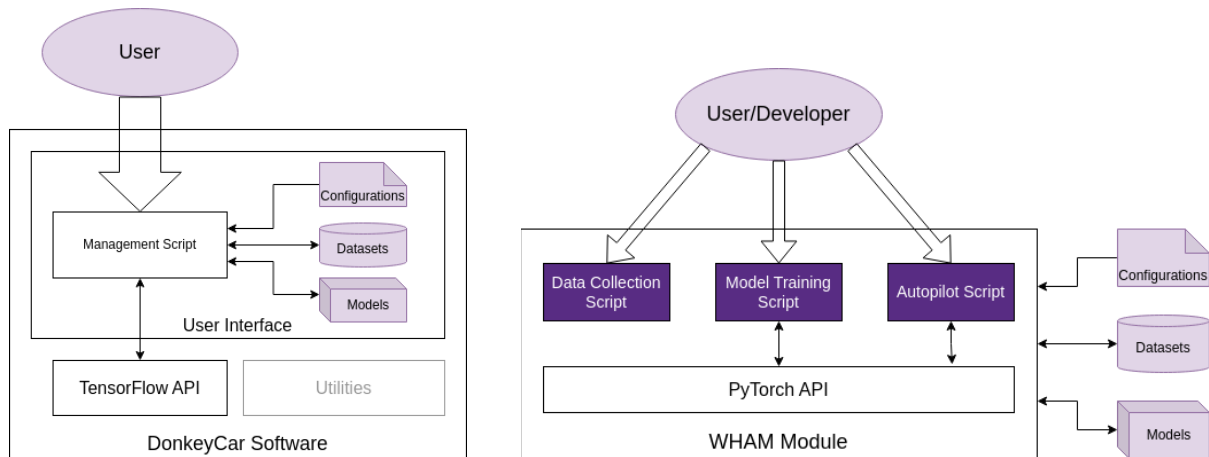 User
Configurations
Management Script
Datasets
Models
User Interface
TensorFlow API
Utilities
DonkeyCar Software
User/Developer
Data Collection
Script
Model Training
Script
Autopilot Script
PyTorch API
WHAM Module
Configurations
Datasets
Models